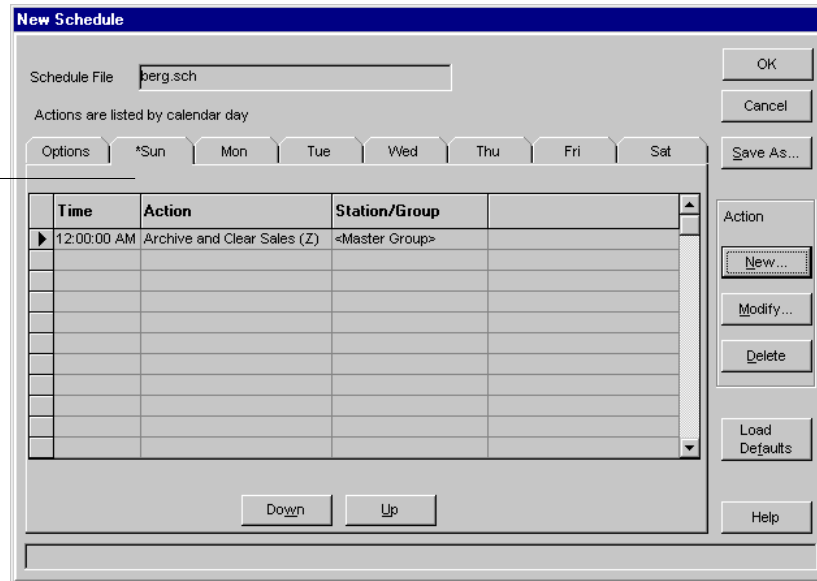 New Schedule
Schedule File berg.sch
Actions are listed by calendar day
Options *Sun Mon Tue Wed Thu Fri Sat
Time Action Station/Group
12:00:00 AM Archive and Clear Sales (Z) <Master Group>
Down Up
OK
Cancel
Save As...
Action
New...
Modify...
Delete
Load
Defaults
Help